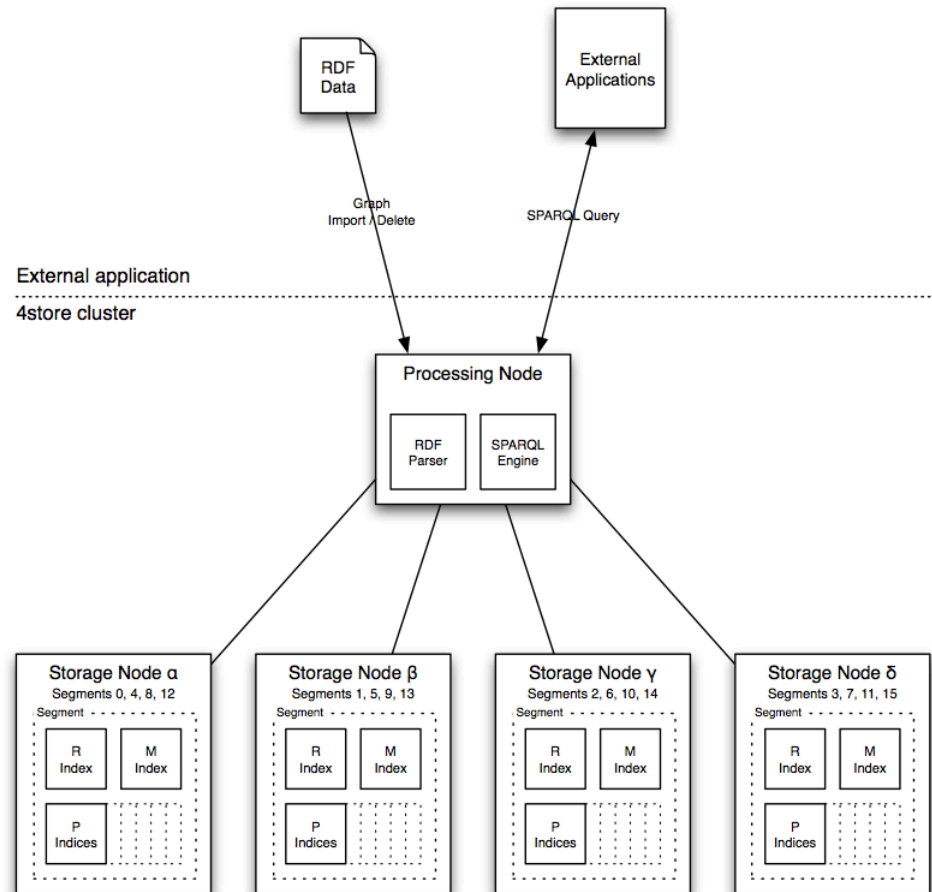 RDF
Data
External
Applications
Graph
Import / Delete
SPARQL Query
External application
4store cluster
Processing Node
RDF
Parser
SPARQL
Engine
Storage Node α
Segments 0, 4, 8, 12
Segment
R
Index
M
Index
P
Indices
Storage Node β
Segments 1, 5, 9, 13
Segment
R
Index
M
Index
P
Indices
Storage Node γ
Segments 2, 6, 10, 14
Segment
R
Index
M
Index
P
Indices
Storage Node δ
Segments 3, 7, 11, 15
Segment
R
Index
M
Index
P
Indices